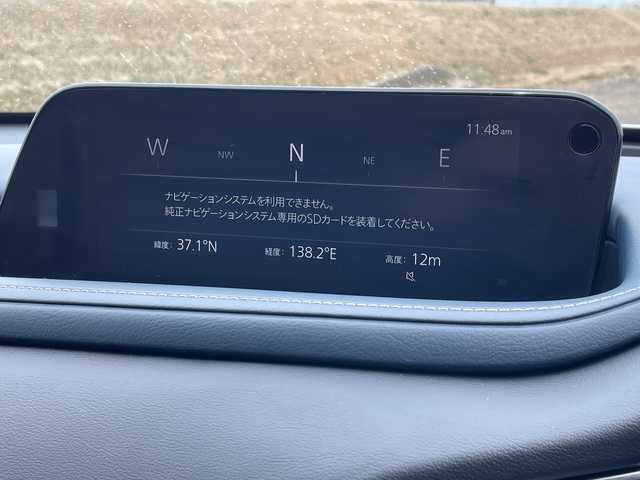 11.48am
W NW N NE E
ナビゲーションシステムを利用できません。
純正ナビゲーションシステム専用のSDカードを装着してください。
緯度: 37.1°N 経度: 138.2°E 高度: 12m